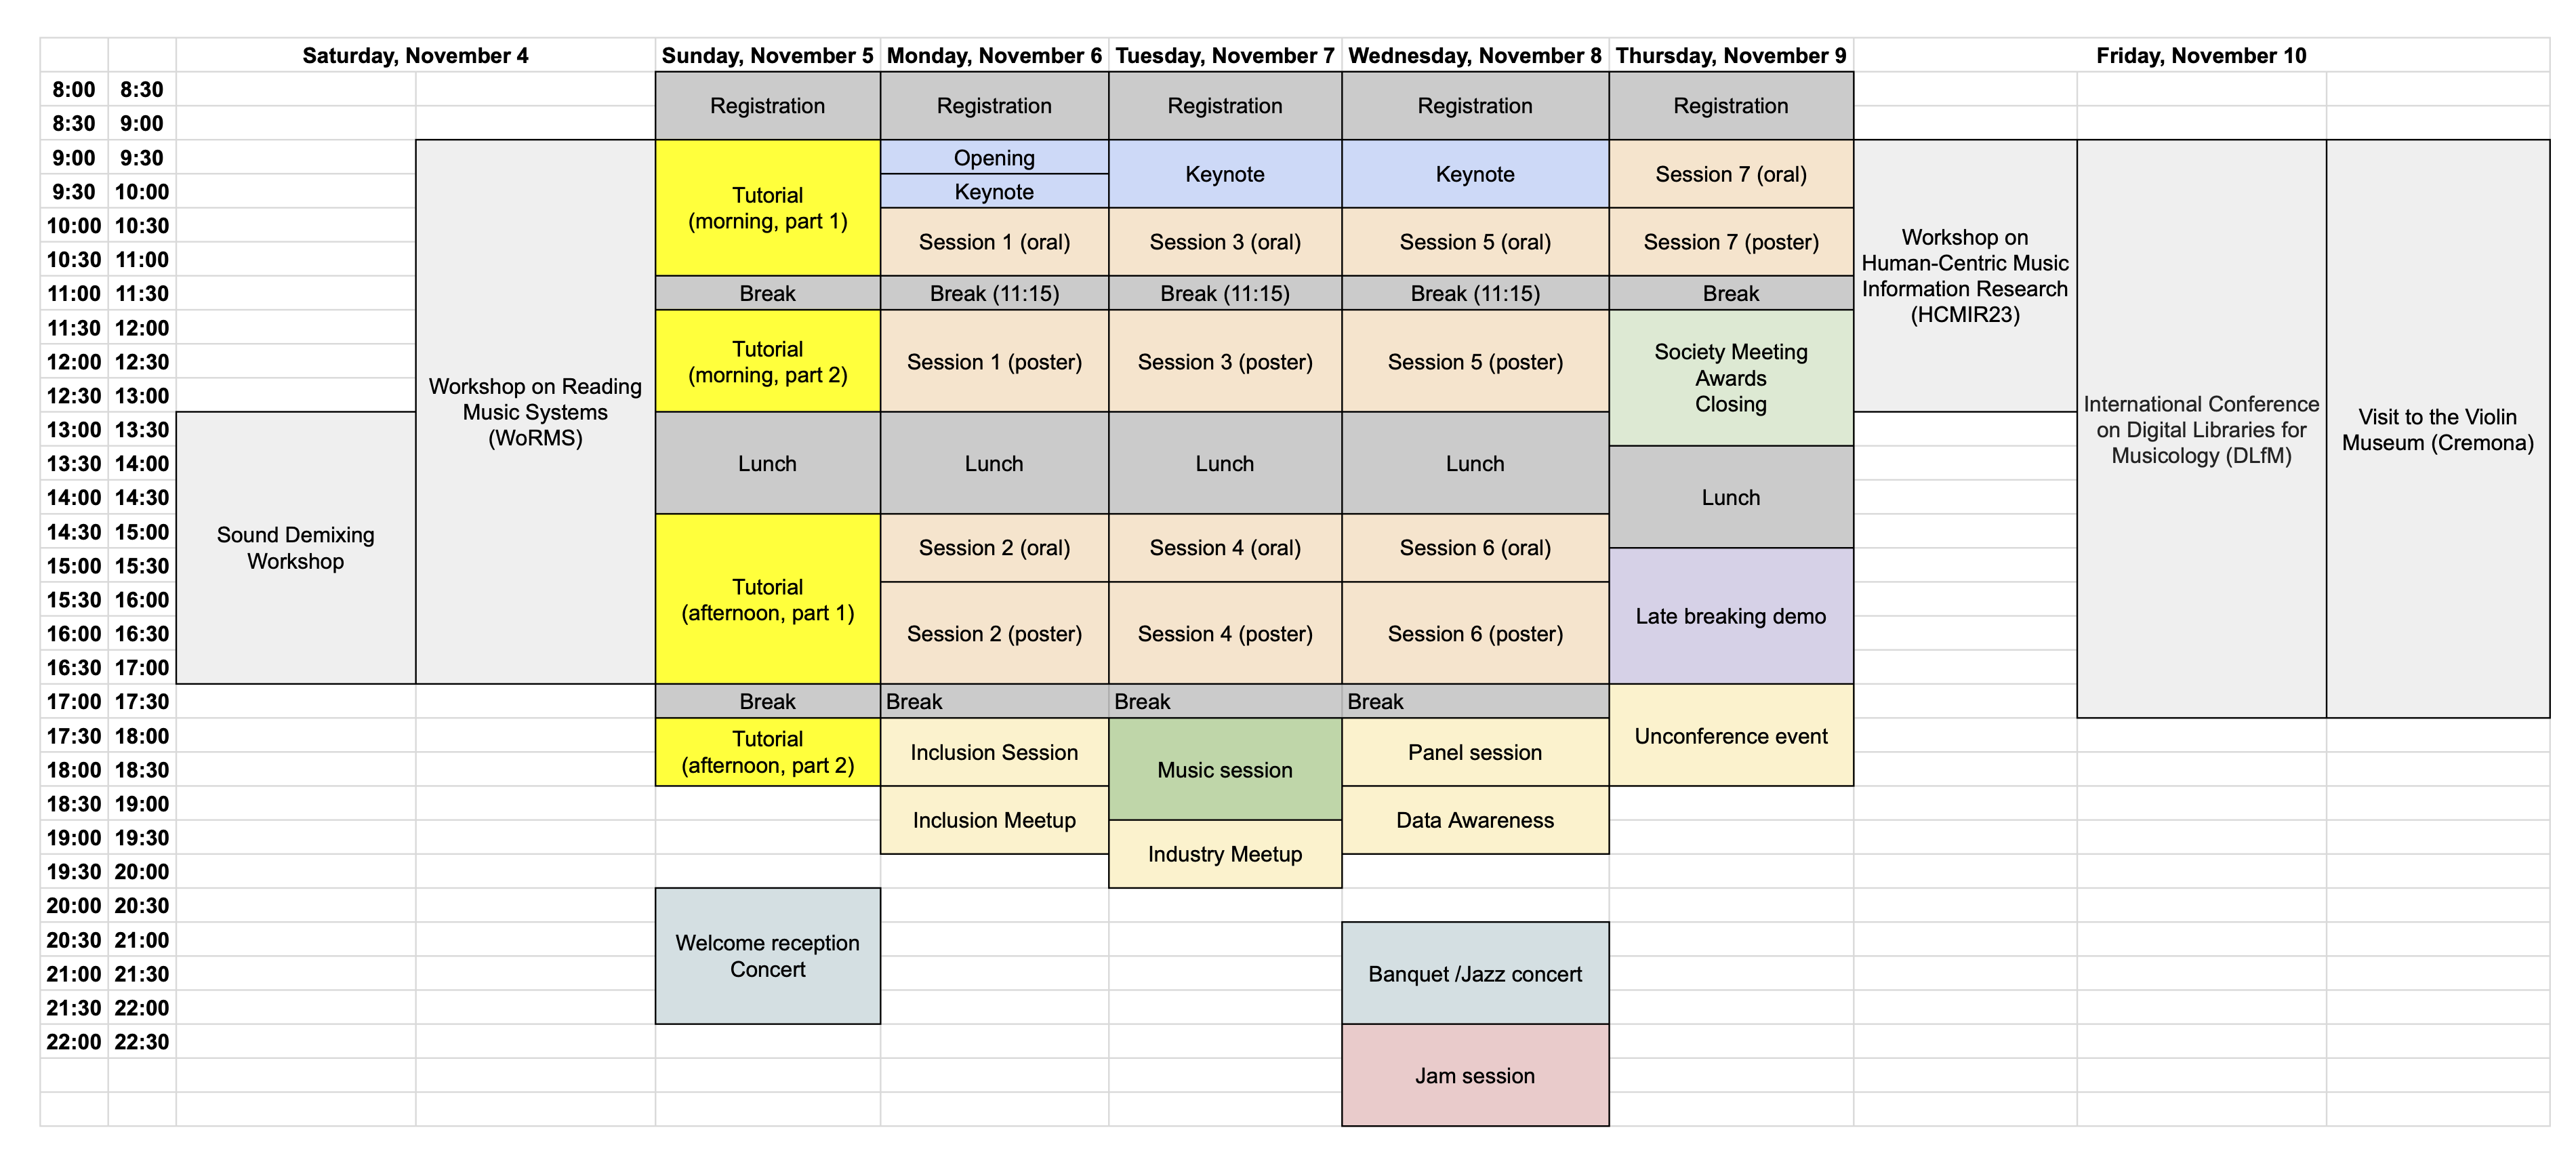 Saturday, November 4 Sunday, November 5 Monday, November 6 Tuesday, November 7 Wednesday, November 8 Thursday, November 9 Friday, November 10
8:00 8:30
8:30 9:00
Registration Registration Registration Registration Registration
9:00 9:30
9:30 10:00
10:00 10:30
10:30 11:00
11:00 11:30
11:30 12:00
12:00 12:30
12:30 13:00
13:00 13:30
13:30 14:00
14:00 14:30
14:30 15:00
15:00 15:30
15:30 16:00
16:00 16:30
16:30 17:00
17:00 17:30
17:30 18:00
18:00 18:30
18:30 19:00
19:00 19:30
19:30 20:00
20:00 20:30
20:30 21:00
21:00 21:30
21:30 22:00
22:00 22:30
Sound Demixing
Workshop
Workshop on Reading
Music Systems
(WoRMS)
Tutorial
(morning, part 1)
Break
Tutorial
(morning, part 2)
Lunch
Tutorial
(afternoon, part 1)
Break
Tutorial
(afternoon, part 2)
Welcome reception
Concert
Opening
Keynote
Session 1 (oral)
Break (11:15)
Session 1 (poster)
Lunch
Session 2 (oral)
Session 2 (poster)
Break
Inclusion Session
Inclusion Meetup
Keynote
Session 3 (oral)
Break (11:15)
Session 3 (poster)
Lunch
Session 4 (oral)
Session 4 (poster)
Break
Music session
Industry Meetup
Keynote
Session 5 (oral)
Break (11:15)
Session 5 (poster)
Lunch
Session 6 (oral)
Session 6 (poster)
Break
Panel session
Data Awareness
Banquet /Jazz concert
Jam session
Session 7 (oral)
Session 7 (poster)
Break
Society Meeting
Awards
Closing
Lunch
Late breaking demo
Unconference event
Workshop on
Human-Centric Music
Information Research
(HCMIR23)
International Conference
on Digital Libraries for
Musicology (DLfM)
Visit to the Violin
Museum (Cremona)